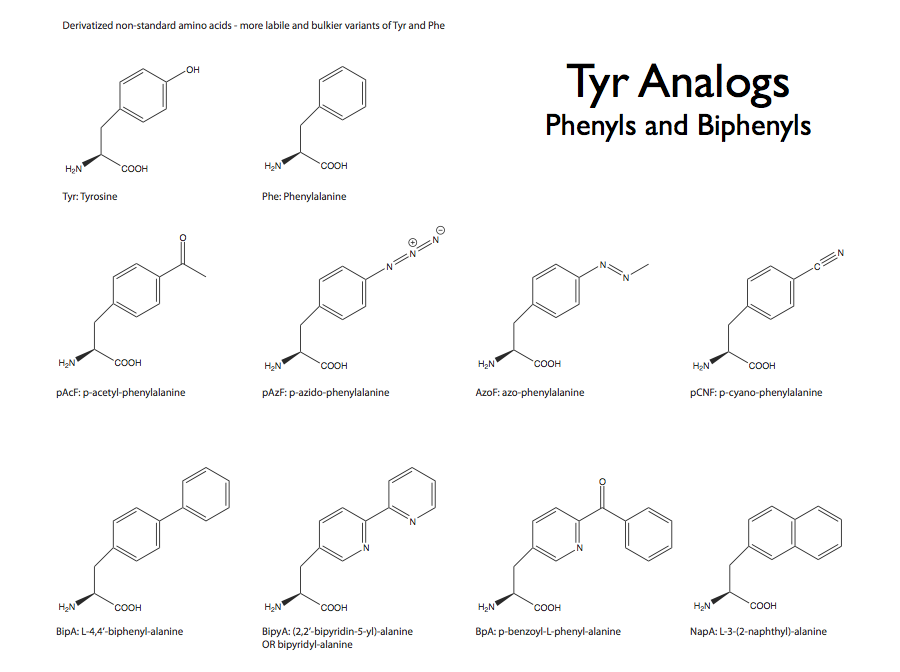 Derivatized non-standard amino acids - more labile and bulkier variants of Tyr and Phe
Tyr Analogs
Phenyls and Biphenyls
OH
H₂N
COOH
Tyr: Tyrosine
H₂N
COOH
Phe: Phenylalanine
O
H₂N
COOH
pAcF: p-acetyl-phenylalanine
N
⊕
N
⊖
N
H₂N
COOH
pAzF: p-azido-phenylalanine
N
N
H₂N
COOH
AzoF: azo-phenylalanine
C
N
H₂N
COOH
pCNF: p-cyano-phenylalanine
H₂N
COOH
BipA: L-4,4'-biphenyl-alanine
N
N
H₂N
COOH
BipyA: (2,2'-bipyridin-5-yl)-alanine
OR bipyridyl-alanine
O
N
H₂N
COOH
BpA: p-benzoyl-L-phenyl-alanine
H₂N
COOH
NapA: L-3-(2-naphthyl)-alanine